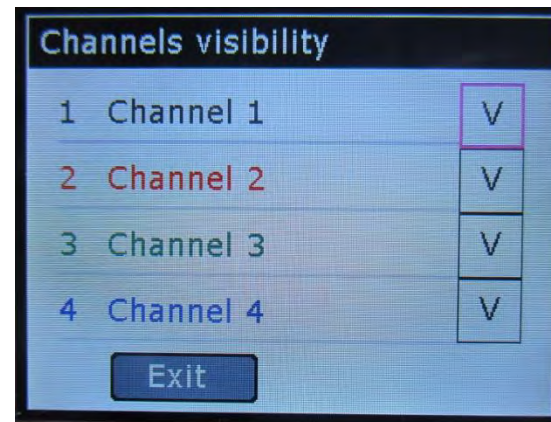 Channels visibility
1 Channel 1 V
2 Channel 2 V
3 Channel 3 V
4 Channel 4 V
Exit